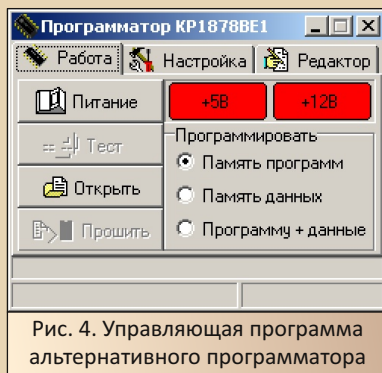 Программатор КР1878ВЕ1
Работа Настройка Редактор
Питание +5В +12В
Программировать
Тест Память программ
Открыть Память данных
Прошить Программу + данные
Рис. 4. Управляющая программа
альтернативного программатора